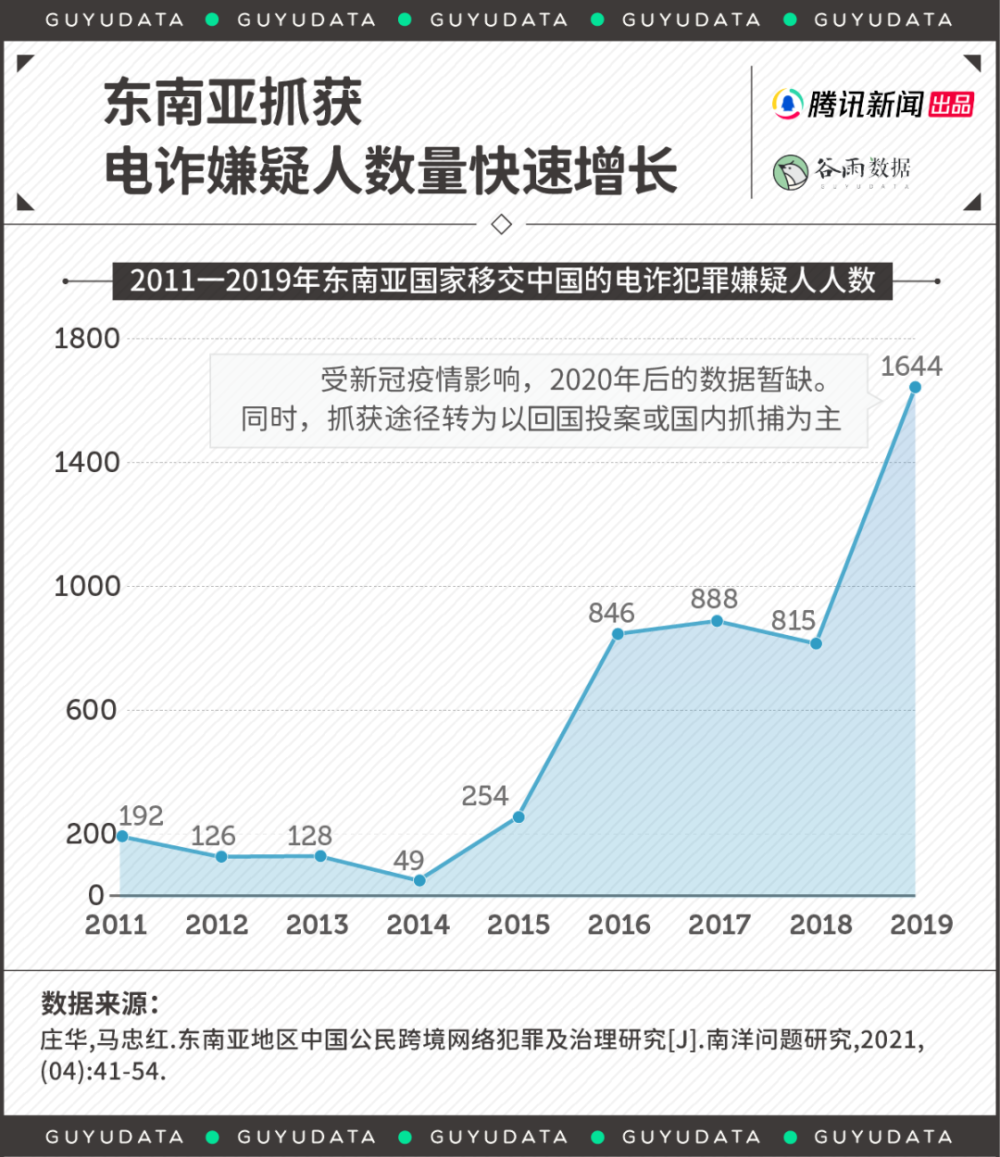 GUYUDATA ● GUYUDATA ● GUYUDATA ● GUYUDATA ● GUYUDATA
东南亚抓获
电诈嫌疑人数量快速增长
腾讯新闻 出品
谷雨数据
GUYUDATA
2011—2019年东南亚国家移交中国的电诈犯罪嫌疑人人数
1800
受新冠疫情影响，2020年后的数据暂缺。
同时，抓获途径转为以回国投案或国内抓捕为主
1644
1400
1000
846
888
815
600
254
200
192
126
128
49
0
2011 2012 2013 2014 2015 2016 2017 2018 2019
数据来源：
庄华,马忠红.东南亚地区中国公民跨境网络犯罪及治理研究[J].南洋问题研究,2021,
(04):41-54.
GUYUDATA ● GUYUDATA ● GUYUDATA ● GUYUDATA ● GUYUDATA